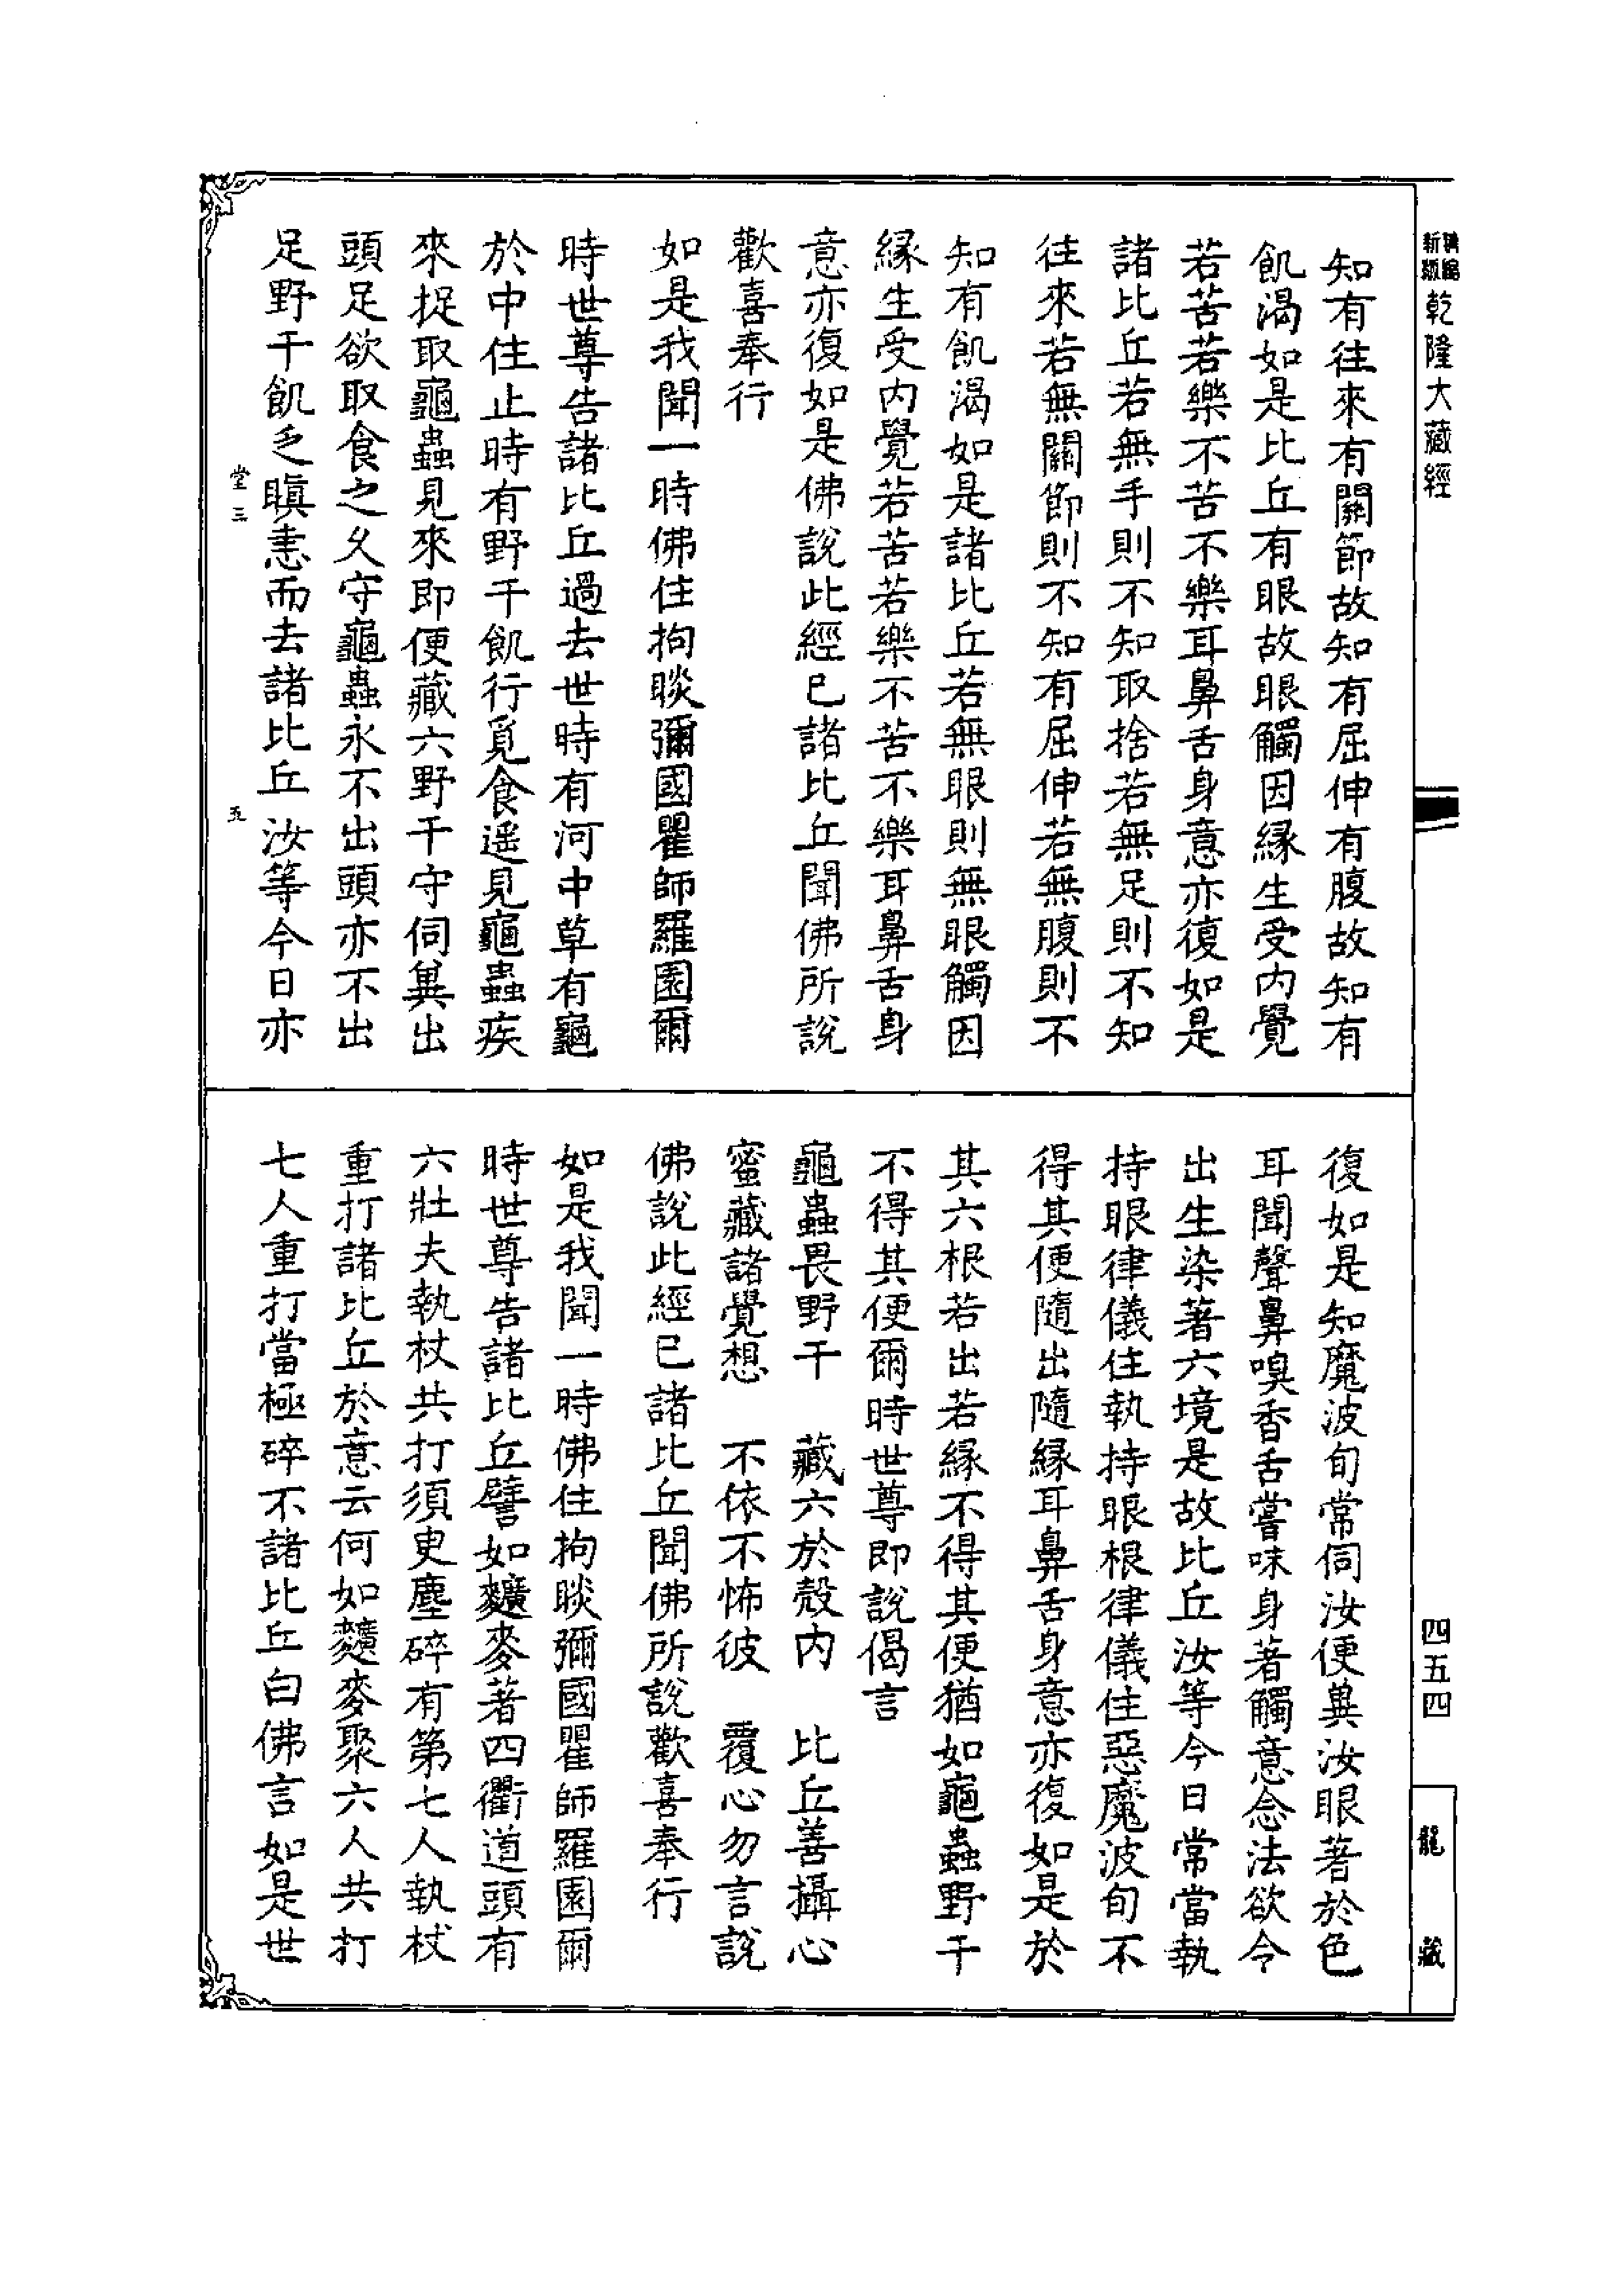 新編
縮版
乾隆大藏經
知有往來有關節故知有屈伸有腹故知有
飢渴如是比丘有眼故眼觸因緣生受內覺
若苦若樂不苦不樂耳鼻舌身意亦復如是
諸比丘若無手則不知取捨若無足則不知
往來若無關節則不知有屈伸若無腹則不
知有飢渴如是諸比丘若無眼則無眼觸因
緣生受內覺若苦若樂不苦不樂耳鼻舌身
意亦復如是佛說此經已諸比丘聞佛所說
歡喜奉行
如是我聞一時佛住拘睒彌國瞿師羅園爾
時世尊告諸比丘過去世時有河中草有龜
於中住止時有野干飢行覓食遙見龜蟲疾
來捉取龜蟲見來即便藏六野干守伺兾出
頭足欲取食之乆守龜蟲永不出頭亦不出
足野干飢乏瞋恚而去諸比丘汝等今日亦
堂三
五
復如是知魔波旬常伺汝便兾汝眼著於色
耳聞聲鼻嗅香舌嘗味身著觸意念法欲令
出生染著六境是故比丘汝等今日常當執
持眼律儀住執持眼根律儀住惡魔波旬不
得其便隨出隨緣耳鼻舌身意亦復如是於
其六根若出若緣不得其便猶如龜蟲野干
不得其便爾時世尊即說偈言
龜蟲畏野干 藏六於殻內 比丘善攝心
蜜藏諸覺想 不依不怖彼 覆心勿言說
佛說此經已諸比丘聞佛所說歡喜奉行
如是我聞一時佛住拘睒彌國瞿師羅園爾
時世尊告諸比丘譬如䵃麥著四衢道頭有
六壯夫執杖共打須臾塵碎有第七人執杖
重打諸比丘於意云何如䵃麥聚六人共打
七人重打當極碎不諸比丘白佛言如是世
四五四
龍藏